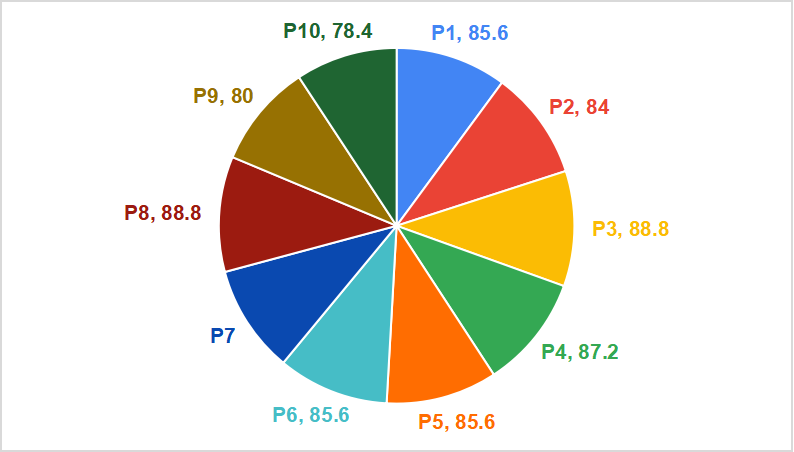 P10, 78.4
P1, 85.6
P9, 80
P2, 84
P8, 88.8
P3, 88.8
P7
P4, 87.2
P6, 85.6
P5, 85.6